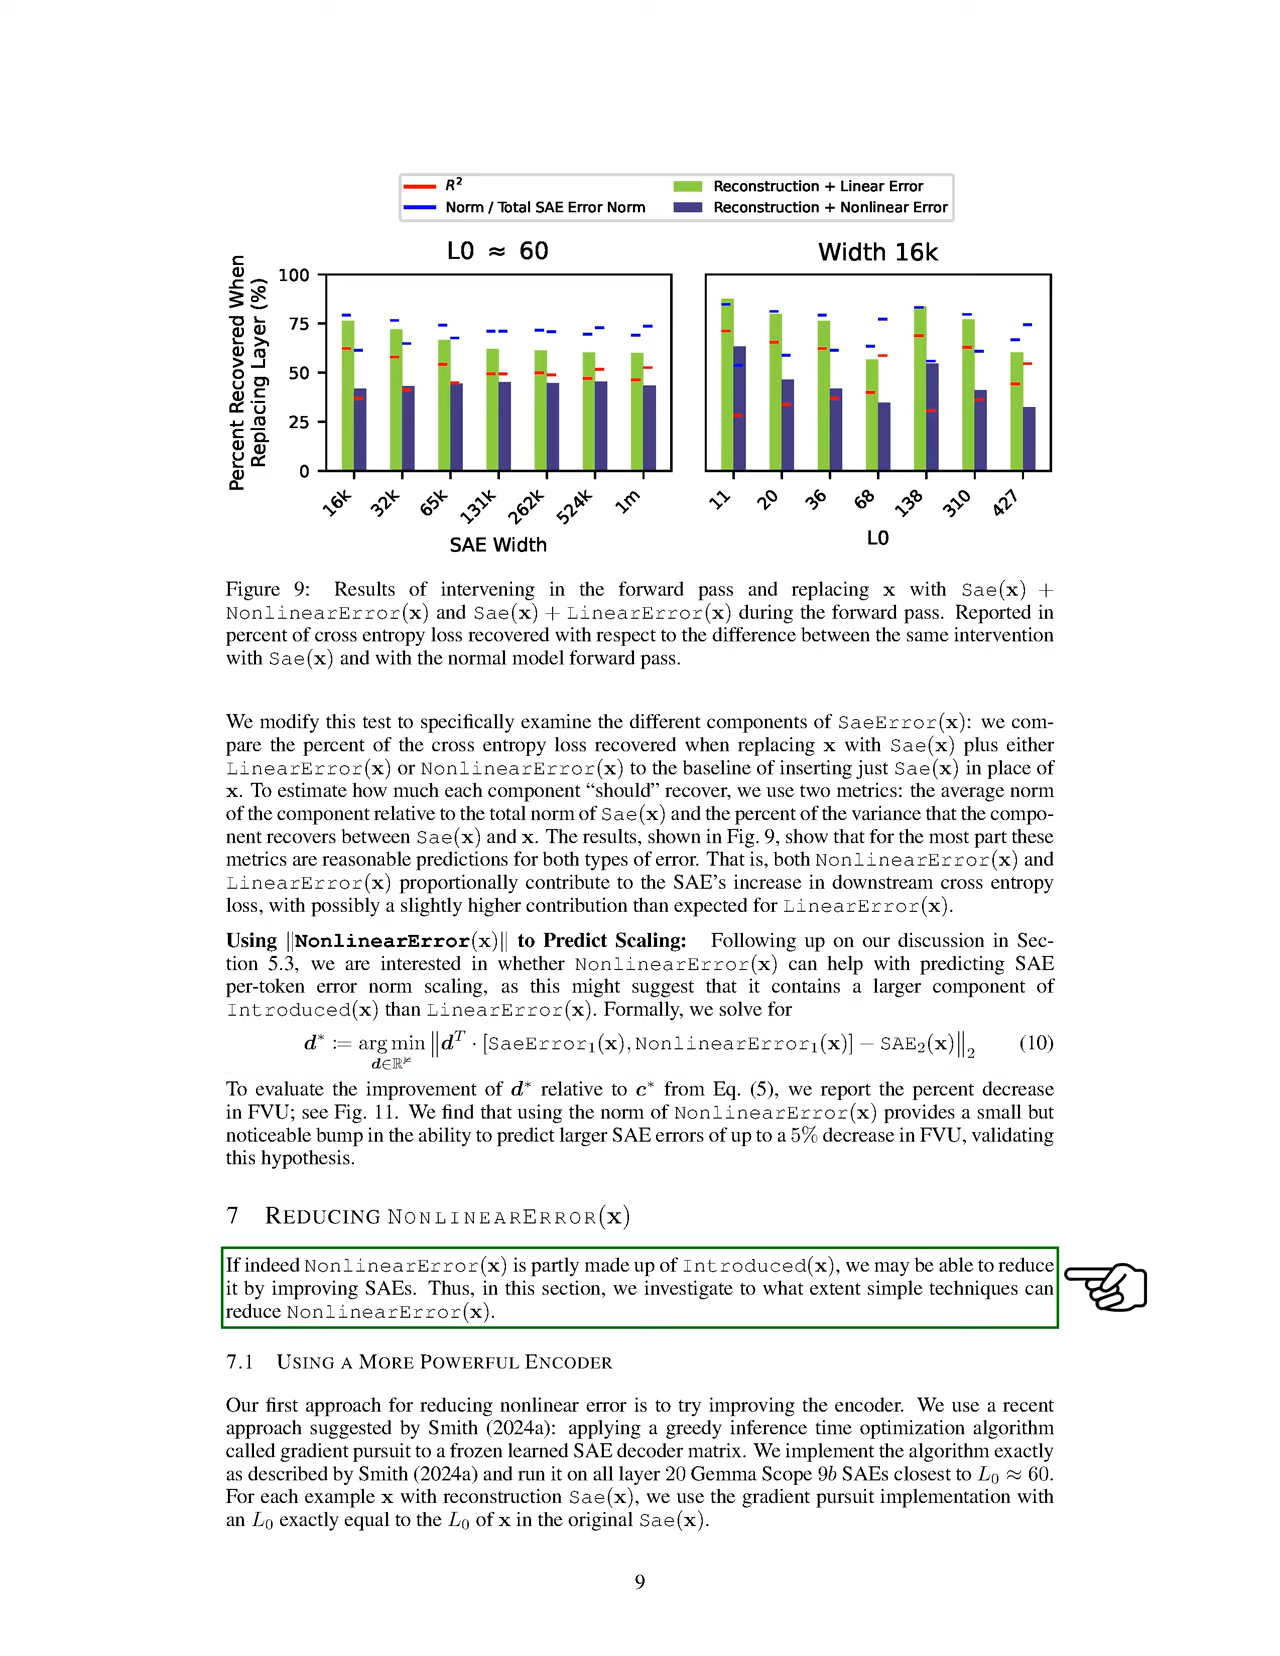 R²
Norm / Total SAE Error Norm
Reconstruction + Linear Error
Reconstruction + Nonlinear Error
L0 ≈ 60
Width 16k
Percent Recovered When
Replacing Layer (%)
100
75
50
25
0
16k
32k
65k
131k
262k
524k
1m
SAE Width
11
20
36
68
138
310
427
L0
Figure 9: Results of intervening in the forward pass and replacing x with Sae(x) +
NonlinearError(x) and Sae(x) + LinearError(x) during the forward pass. Reported in
percent of cross entropy loss recovered with respect to the difference between the same intervention
with Sae(x) and with the normal model forward pass.
We modify this test to specifically examine the different components of SaeError(x): we com-
pare the percent of the cross entropy loss recovered when replacing x with Sae(x) plus either
LinearError(x) or NonlinearError(x) to the baseline of inserting just Sae(x) in place of
x. To estimate how much each component “should” recover, we use two metrics: the average norm
of the component relative to the total norm of Sae(x) and the percent of the variance that the compo-
nent recovers between Sae(x) and x. The results, shown in Fig. 9, show that for the most part these
metrics are reasonable predictions for both types of error. That is, both NonlinearError(x) and
LinearError(x) proportionally contribute to the SAE's increase in downstream cross entropy
loss, with possibly a slightly higher contribution than expected for LinearError(x).
Using ‖NonlinearError(x)‖ to Predict Scaling: Following up on our discussion in Sec-
tion 5.3, we are interested in whether NonlinearError(x) can help with predicting SAE
per-token error norm scaling, as this might suggest that it contains a larger component of
Introduced(x) than LinearError(x). Formally, we solve for
d* := arg min ‖dᵀ · [SaeError₁(x), NonlinearError₁(x)] − SAE₂(x)‖₂ (10)
d∈ℝ^≠
To evaluate the improvement of d* relative to c* from Eq. (5), we report the percent decrease
in FVU; see Fig. 11. We find that using the norm of NonlinearError(x) provides a small but
noticeable bump in the ability to predict larger SAE errors of up to a 5% decrease in FVU, validating
this hypothesis.
7 REDUCING NONLINEARERROR(x)
If indeed NonlinearError(x) is partly made up of Introduced(x), we may be able to reduce
it by improving SAEs. Thus, in this section, we investigate to what extent simple techniques can
reduce NonlinearError(x).
7.1 USING A MORE POWERFUL ENCODER
Our first approach for reducing nonlinear error is to try improving the encoder. We use a recent
approach suggested by Smith (2024a): applying a greedy inference time optimization algorithm
called gradient pursuit to a frozen learned SAE decoder matrix. We implement the algorithm exactly
as described by Smith (2024a) and run it on all layer 20 Gemma Scope 9b SAEs closest to L₀ ≈ 60.
For each example x with reconstruction Sae(x), we use the gradient pursuit implementation with
an L₀ exactly equal to the L₀ of x in the original Sae(x).
9